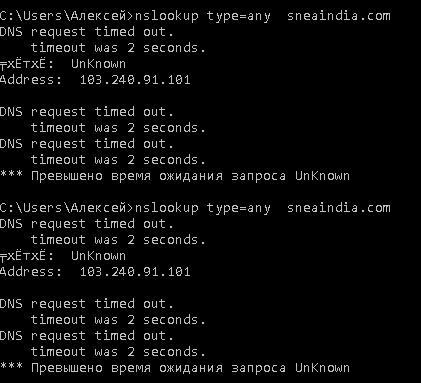 C:\Users\Алексей>nslookup type=any  sneaindia.com
DNS request timed out.
    timeout was 2 seconds.
╤хЁтхЁ:  UnKnown
Address:  103.240.91.101

DNS request timed out.
    timeout was 2 seconds.
DNS request timed out.
    timeout was 2 seconds.
*** Превышено время ожидания запроса UnKnown

C:\Users\Алексей>nslookup type=any  sneaindia.com
DNS request timed out.
    timeout was 2 seconds.
╤хЁтхЁ:  UnKnown
Address:  103.240.91.101

DNS request timed out.
    timeout was 2 seconds.
DNS request timed out.
    timeout was 2 seconds.
*** Превышено время ожидания запроса UnKnown